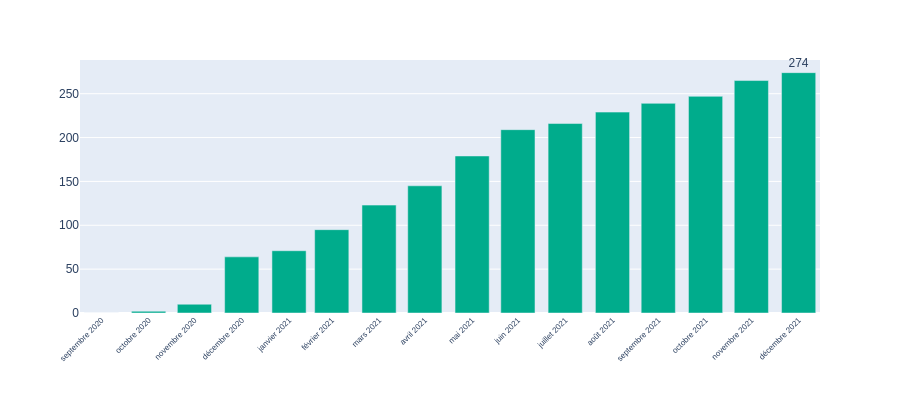 274
250
200
150
100
50
0
septembre 2020
octobre 2020
novembre 2020
décembre 2020
janvier 2021
février 2021
mars 2021
avril 2021
mai 2021
juin 2021
juillet 2021
août 2021
septembre 2021
octobre 2021
novembre 2021
décembre 2021